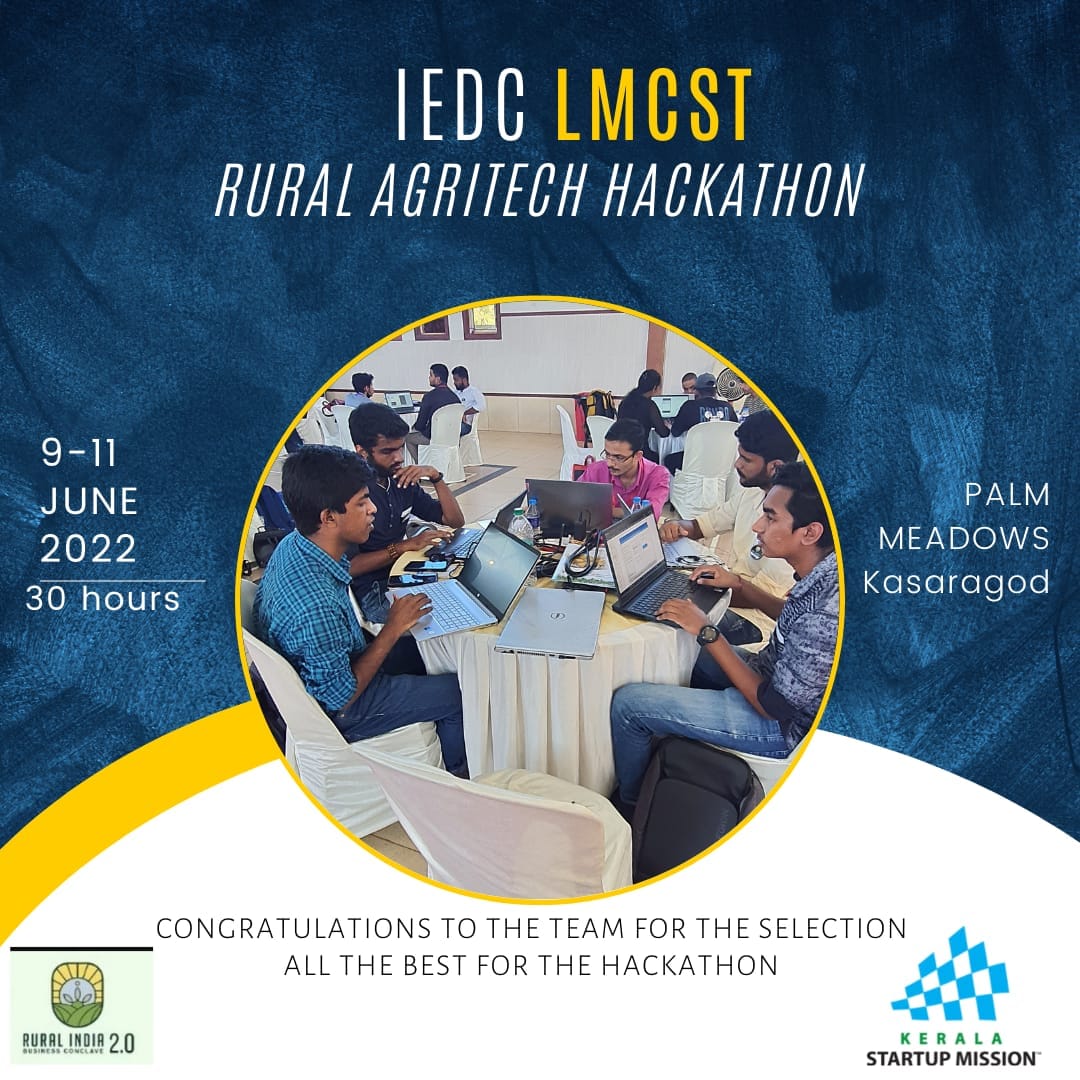 IEDC LMCST
RURAL AGRITECH HACKATHON
9-11
JUNE
2022
30 hours
PALM
MEADOWS
Kasaragod
CONGRATULATIONS TO THE TEAM FOR THE SELECTION
ALL THE BEST FOR THE HACKATHON
RURAL INDIA 2.0
BUSINESS CONCLAVE
KERALA
STARTUP MISSION™